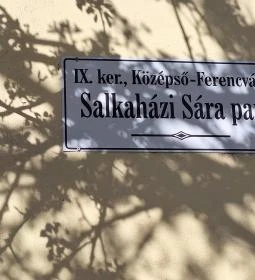 IX. ker., Középső-Ferencvá
Salkaházi Sára pa